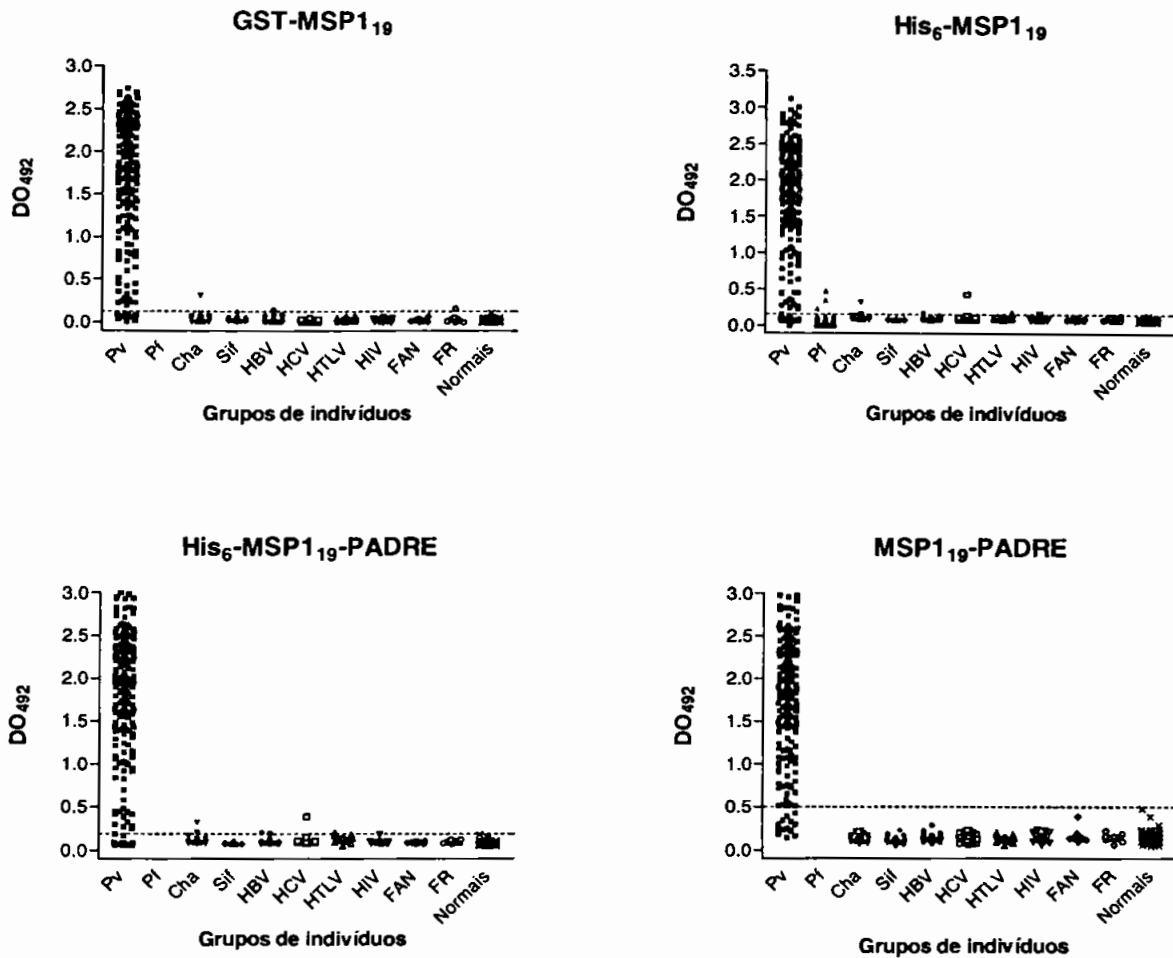 GST-MSP1₁₉
DO₄₉₂
3.0
2.5
2.0
1.5
1.0
0.5
0.0
Pv Pf Cha Sif HBV HCV HTLV HIV FAN FR Normais
Grupos de indivíduos
His₆-MSP1₁₉
DO₄₉₂
3.5
3.0
2.5
2.0
1.5
1.0
0.5
0.0
Pv Pf Cha Sif HBV HCV HTLV HIV FAN FR Normais
Grupos de indivíduos
His₆-MSP1₁₉-PADRE
DO₄₉₂
3.0
2.5
2.0
1.5
1.0
0.5
0.0
Pv Pf Cha Sif HBV HCV HTLV HIV FAN FR Normais
Grupos de indivíduos
MSP1₁₉-PADRE
DO₄₉₂
3.0
2.5
2.0
1.5
1.0
0.5
0.0
Pv Pf Cha Sif HBV HCV HTLV HIV FAN FR Normais
Grupos de indivíduos